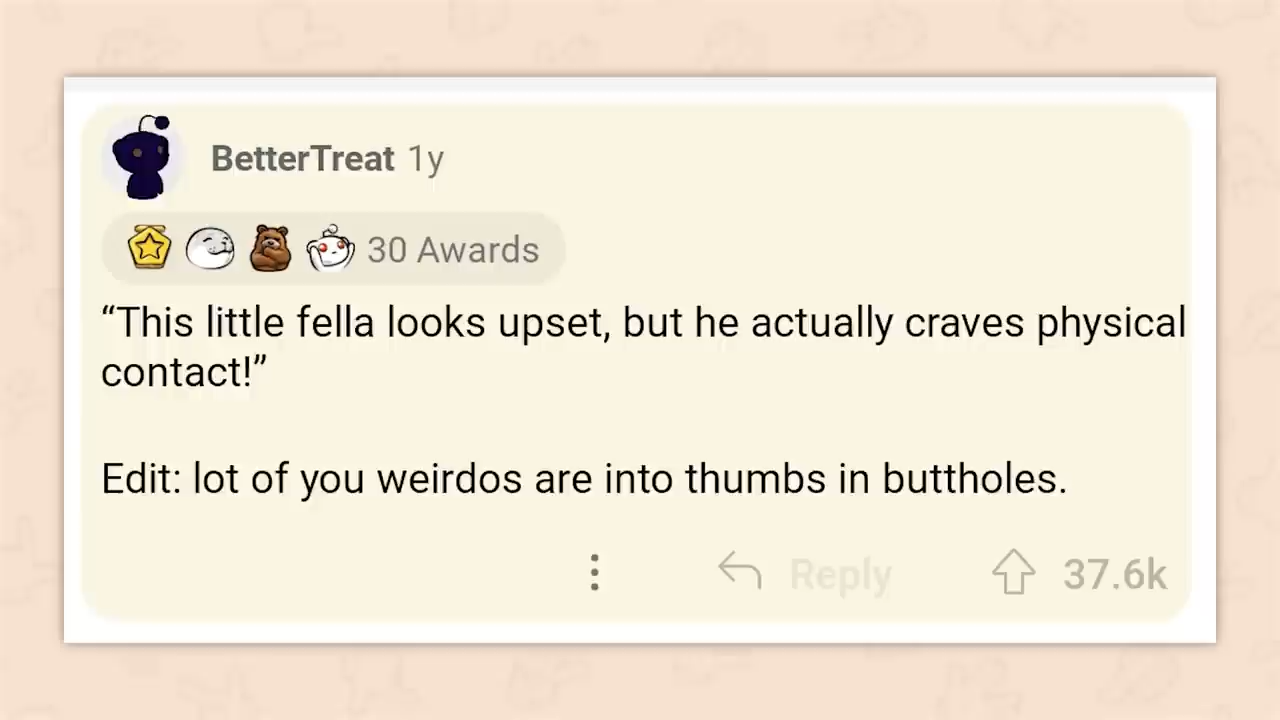 BetterTreat 1y
30 Awards
“This little fella looks upset, but he actually craves physical
contact!”
Edit: lot of you weirdos are into thumbs in buttholes.
Reply 37.6k